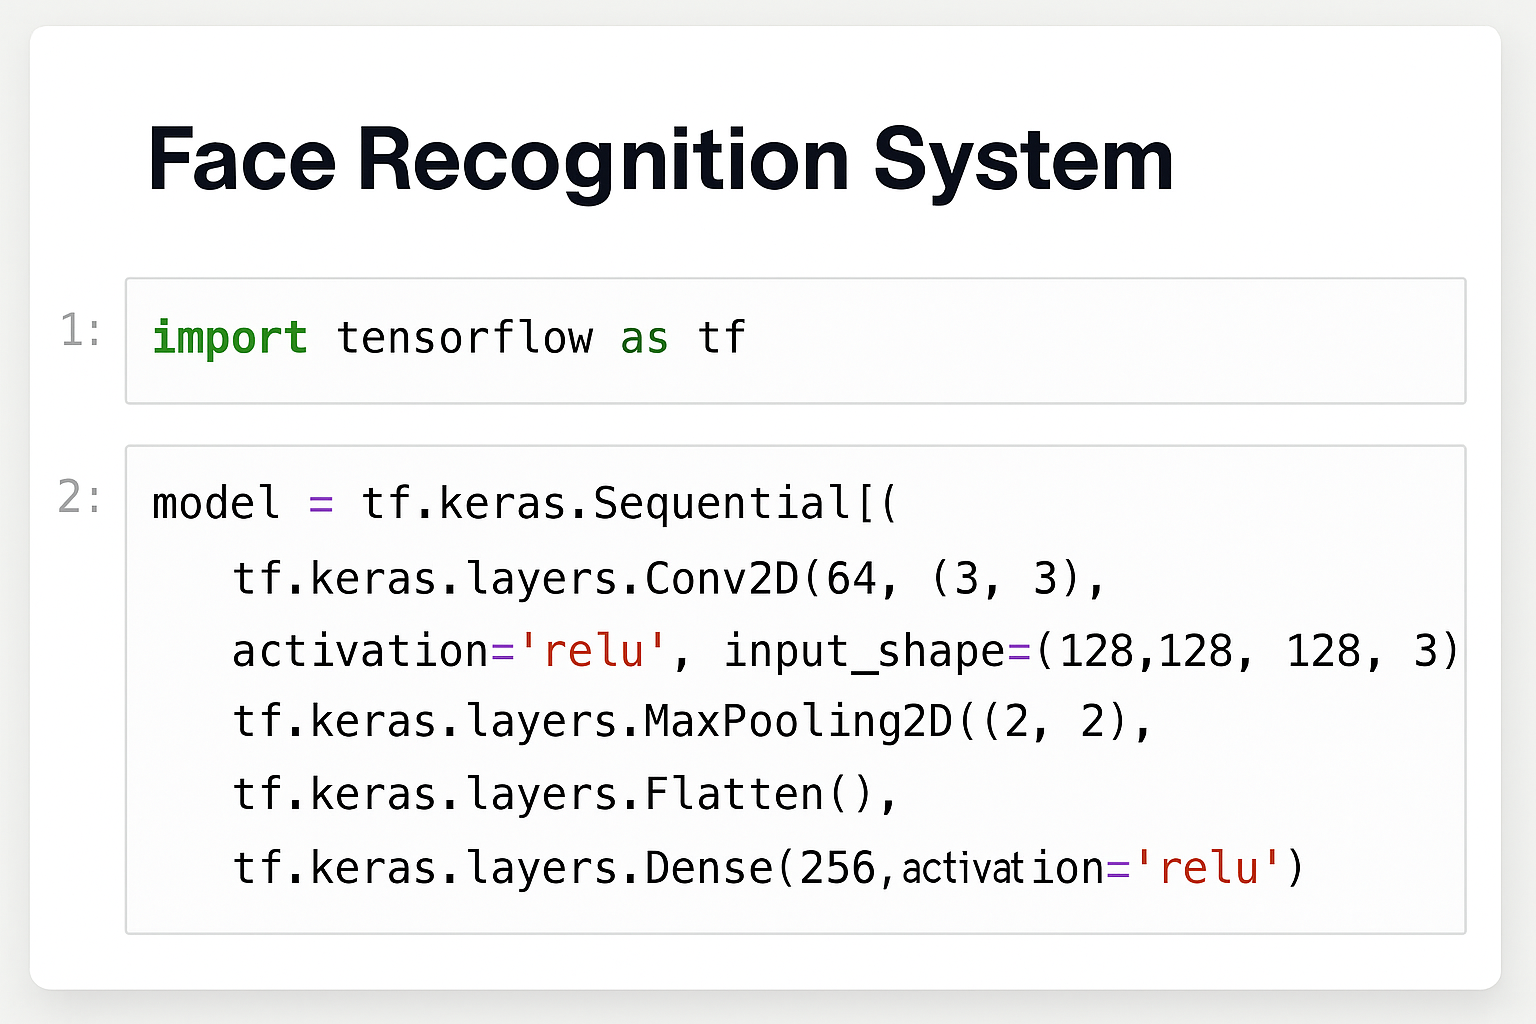 Face Recognition System
1:
import tensorflow as tf
2:
model = tf.keras.Sequential[(
tf.keras.layers.Conv2D(64, (3, 3),
activation='relu', input_shape=(128,128, 128, 3)
tf.keras.layers.MaxPooling2D((2, 2),
tf.keras.layers.Flatten(),
tf.keras.layers.Dense(256,activation='relu')